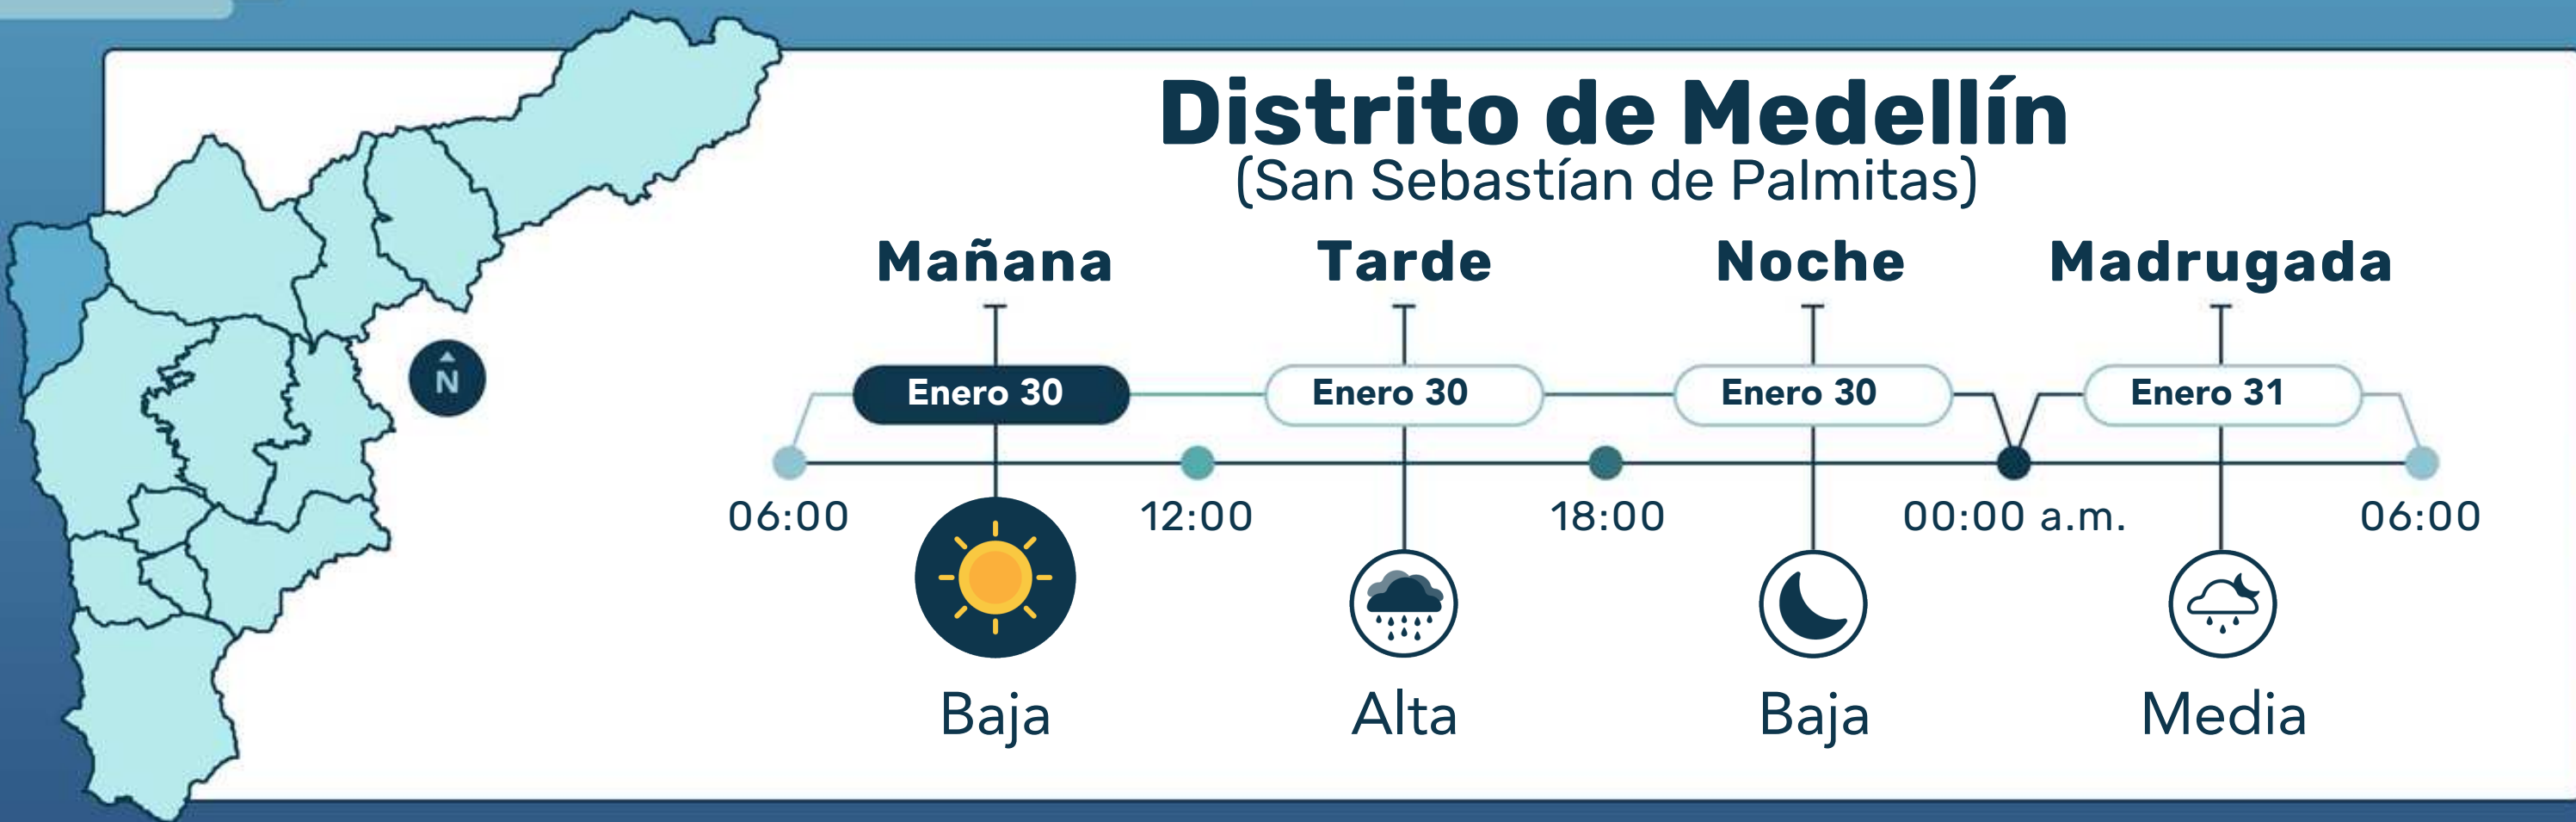 Distrito de Medellín
(San Sebastían de Palmitas)
Mañana Tarde Noche Madrugada
Enero 30 Enero 30 Enero 30 Enero 31
N
06:00 12:00 18:00 00:00 a.m. 06:00
Baja Alta Baja Media